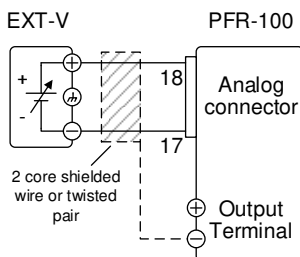 EXT-V
PFR-100
+
-
18
17
Analog
connector
2 core shielded
wire or twisted
pair
Output
Terminal